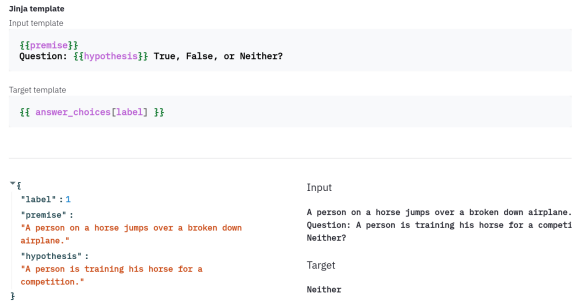 Jinja template
Input template
{{premise}}
Question: {{hypothesis}} True, False, or Neither?
Target template
{{ answer_choices[label] }}
{
"label" : 1
"premise" :
"A person on a horse jumps over a broken down
airplane."
"hypothesis" :
"A person is training his horse for a
competition."
}
Input
A person on a horse jumps over a broken down airplane.
Question: A person is training his horse for a competi
Neither?
Target
Neither